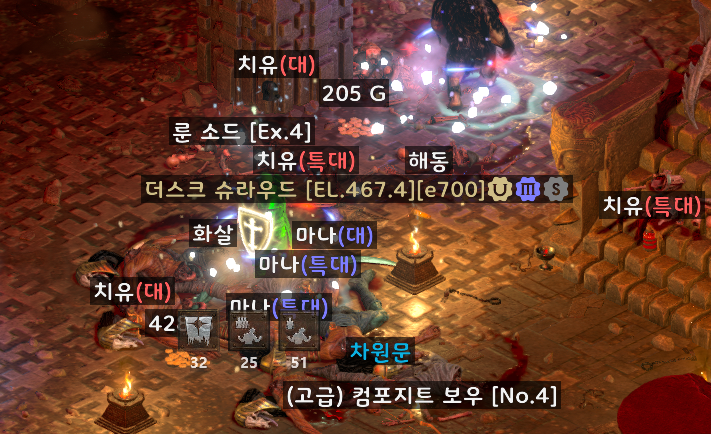 치유(대)
205 G
룬 소드 [Ex.4]
치유(특대)
해동
더스크 슈라우드 [EL.467.4][e700] U m S
치유(특대)
화살
마나(대)
마나(특대)
치유(대)
마나(특대)
42
32
25
51
차원문
(고급) 컴포지트 보우 [No.4]